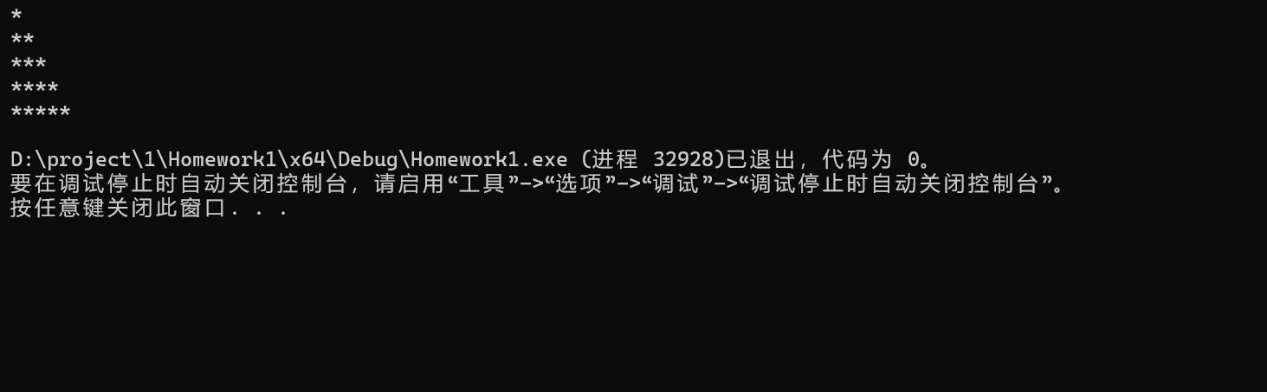 *
**
***
****
*****
D:\project\1\Homework1\x64\Debug\Homework1.exe (进程 32928)已退出，代码为 0。
要在调试停止时自动关闭控制台，请启用“工具”->“选项”->“调试”->“调试停止时自动关闭控制台”。
按任意键关闭此窗口. . .